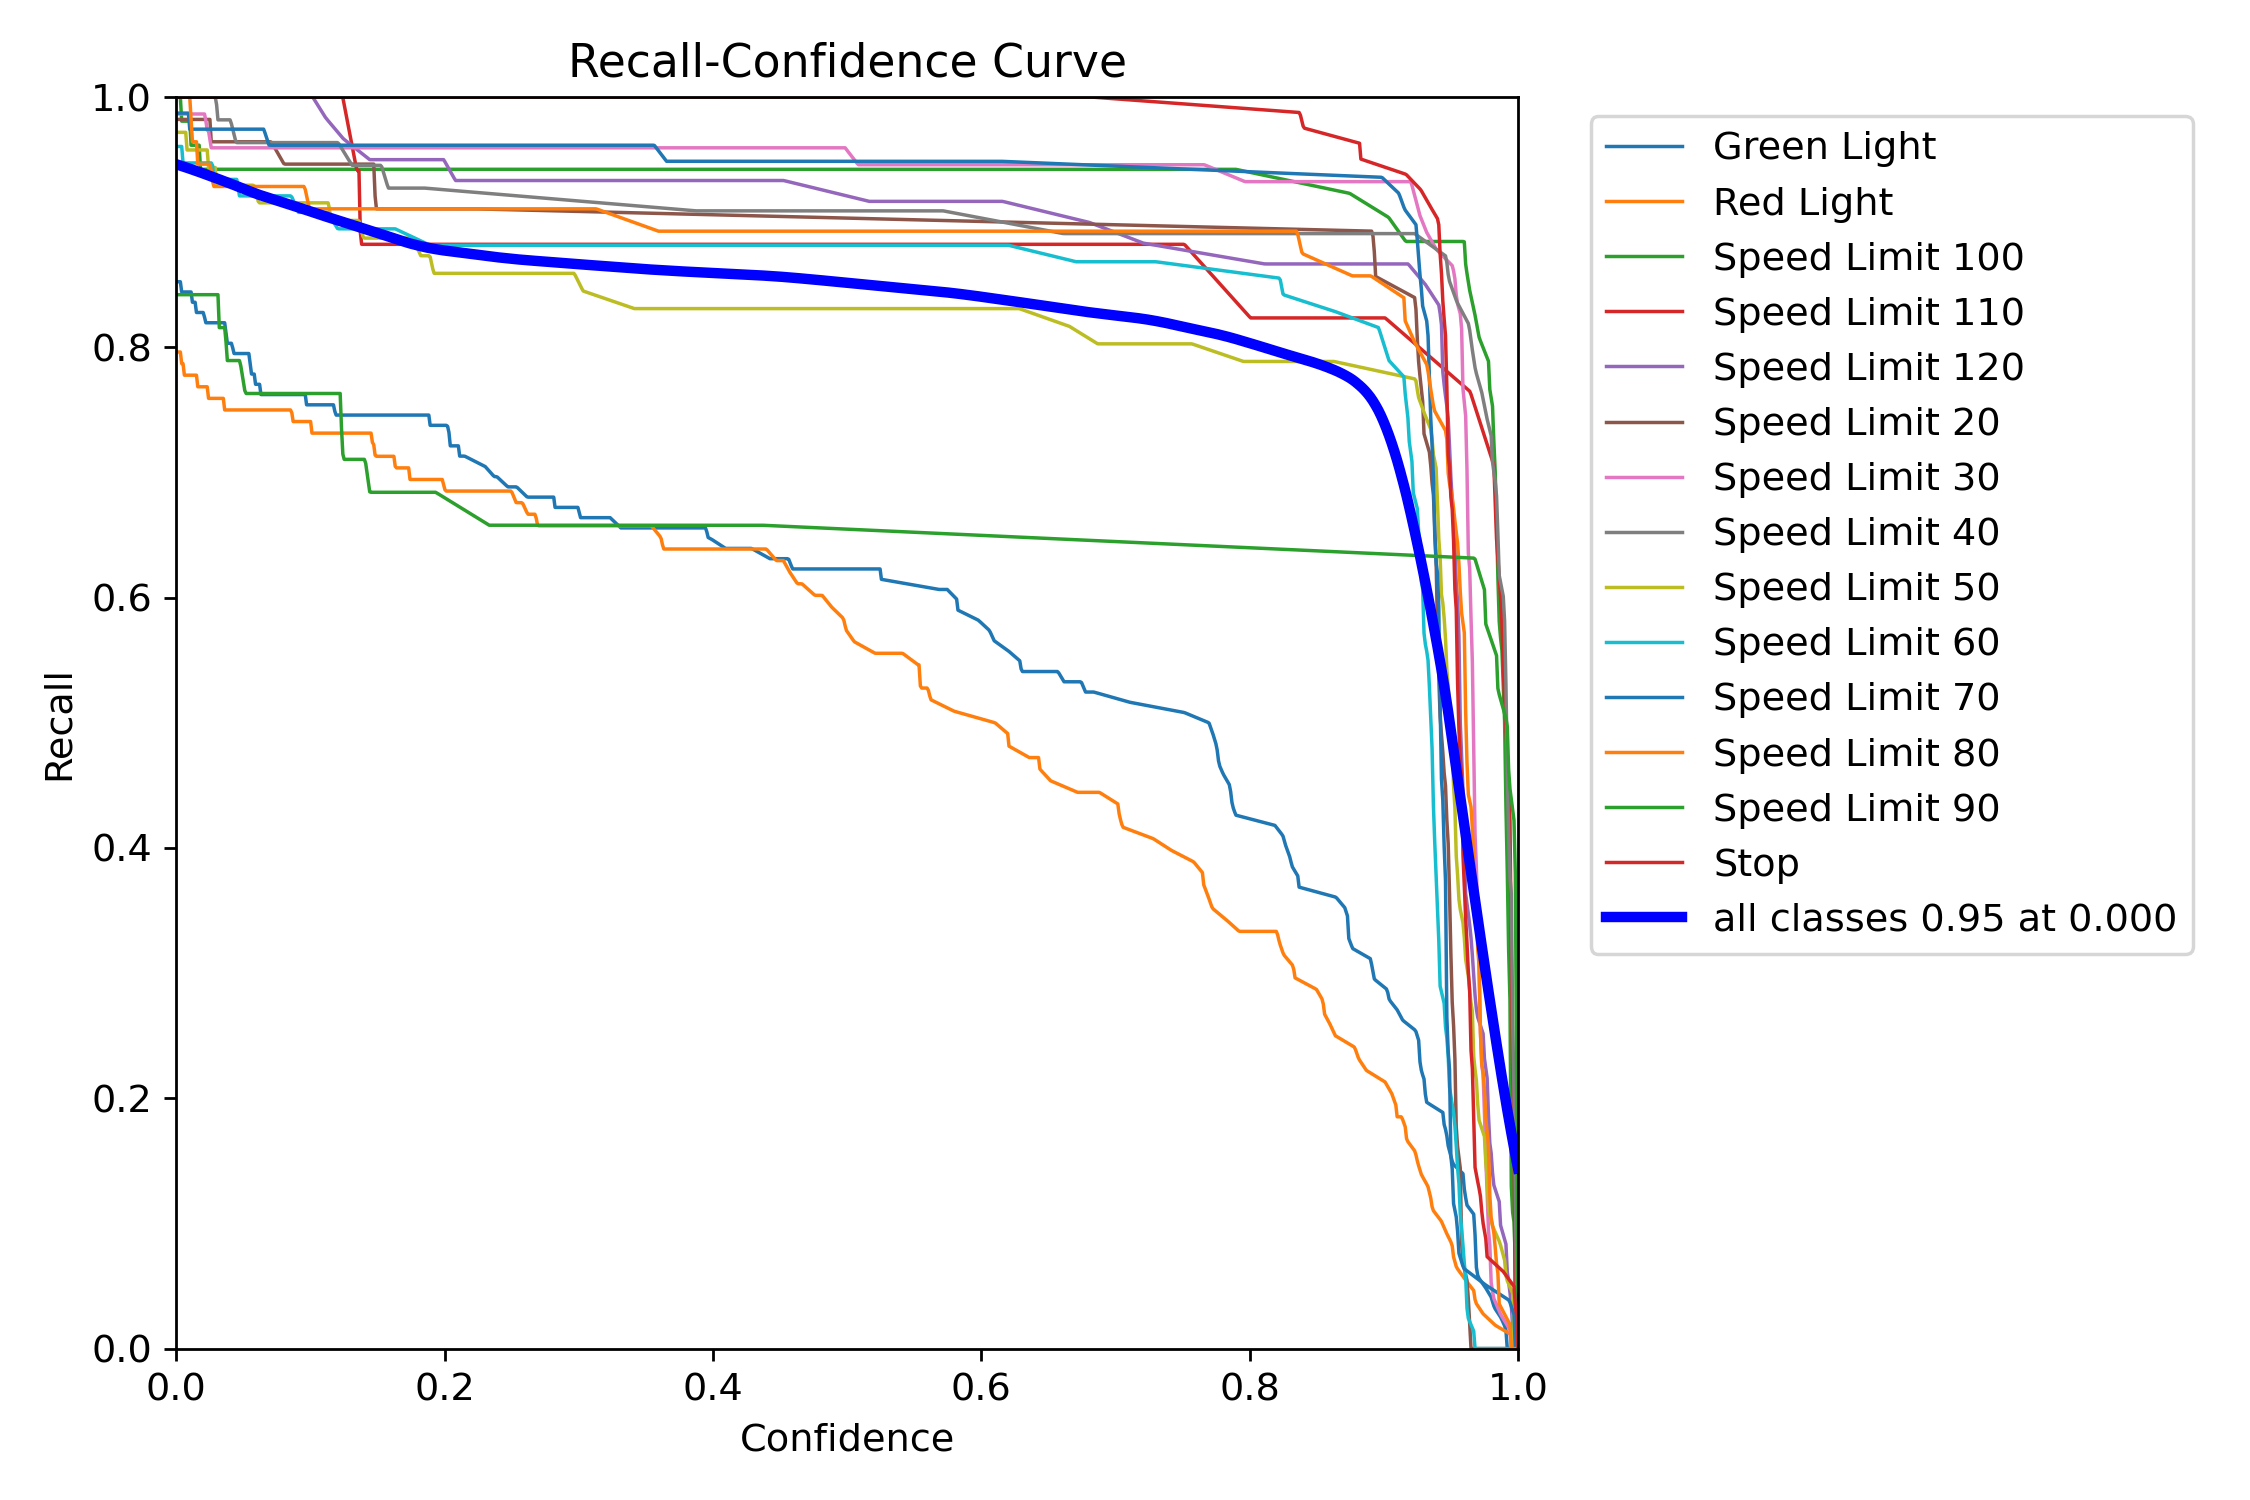 Recall-Confidence Curve
1.0
0.8
0.6
0.4
0.2
0.0
Recall
0.0 0.2 0.4 0.6 0.8 1.0
Confidence
Green Light
Red Light
Speed Limit 100
Speed Limit 110
Speed Limit 120
Speed Limit 20
Speed Limit 30
Speed Limit 40
Speed Limit 50
Speed Limit 60
Speed Limit 70
Speed Limit 80
Speed Limit 90
Stop
all classes 0.95 at 0.000